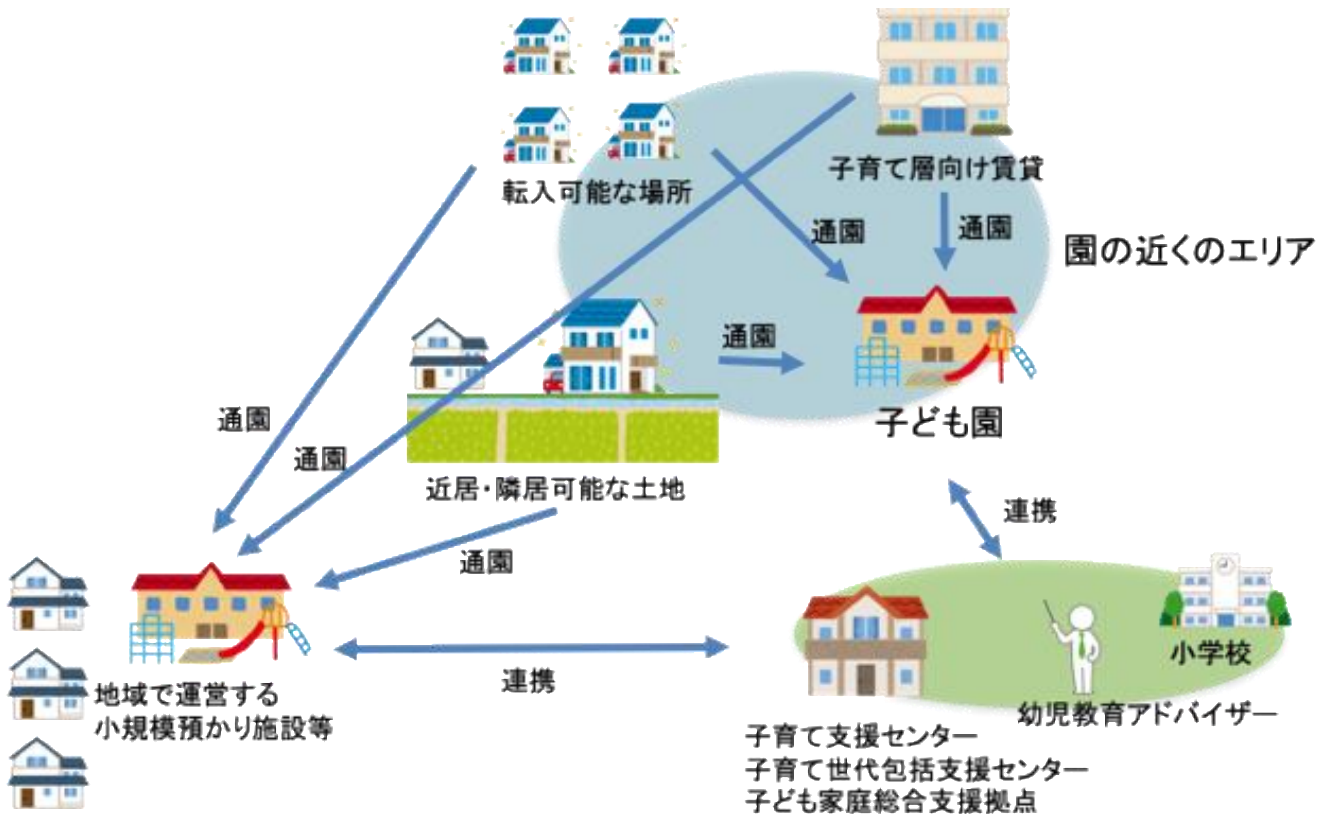 転入可能な場所
子育て層向け賃貸
通園
通園
園の近くのエリア
通園
子ども園
通園
通園
近居・隣居可能な土地
連携
通園
小学校
連携
地域で運営する
小規模預かり施設等
幼児教育アドバイザー
子育て支援センター
子育て世代包括支援センター
子ども家庭総合支援拠点